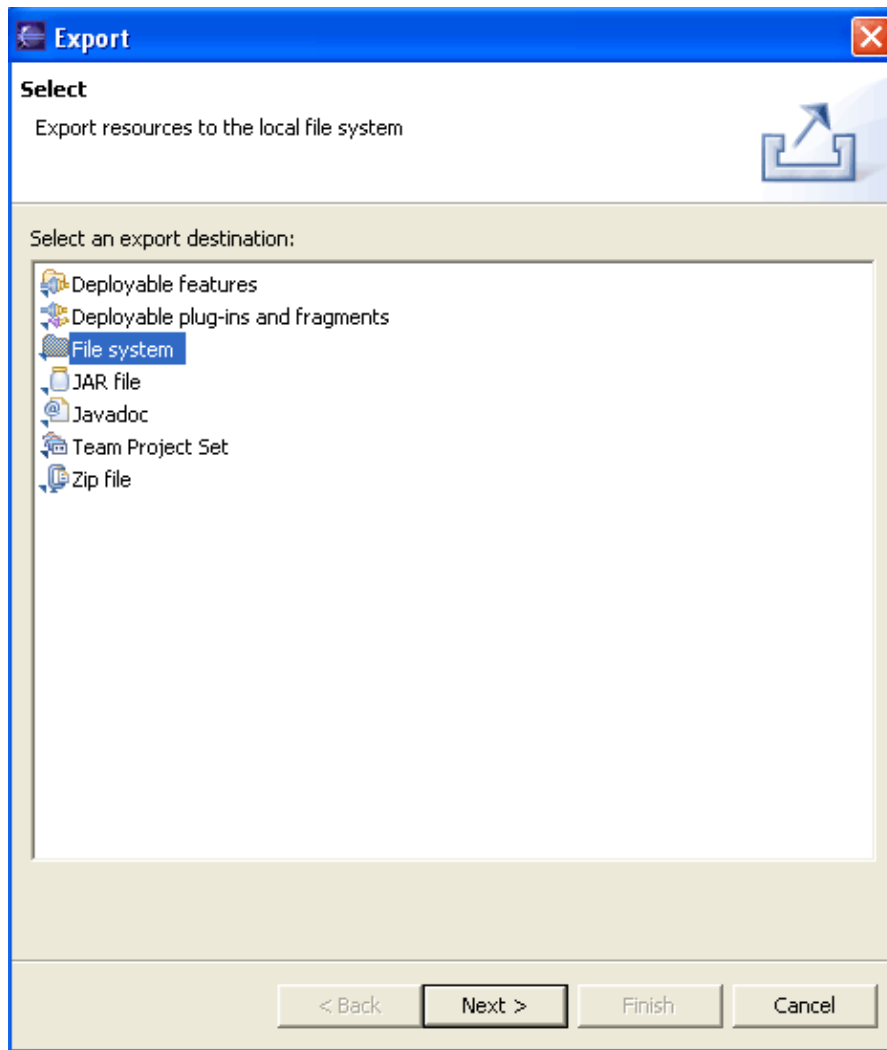 Export
Select
Export resources to the local file system
Select an export destination:
Deployable features
Deployable plug-ins and fragments
File system
JAR file
Javadoc
Team Project Set
Zip file
< Back Next > Finish Cancel